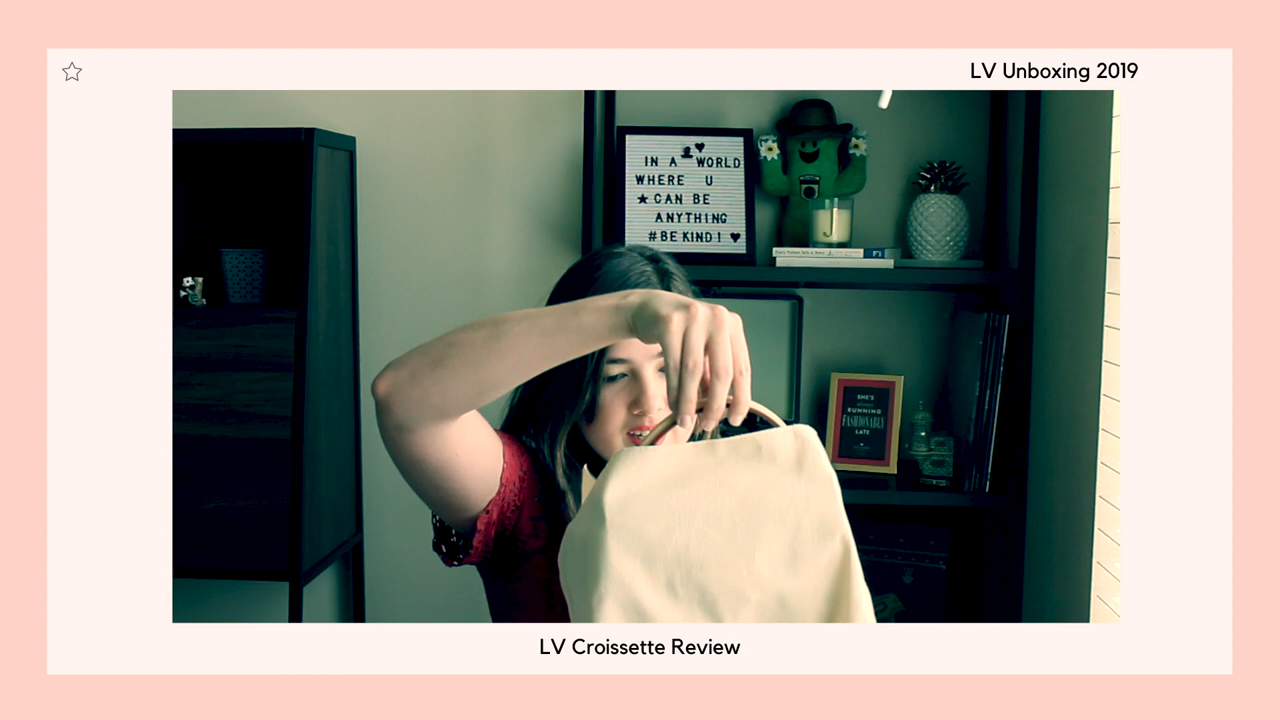 LV Unboxing 2019
IN A WORLD
WHERE U
★ CAN BE
ANYTHING
#BE KIND! ♥
SHE'S
RUNNING
FASHIONABLY
LATE
LV Croissette Review